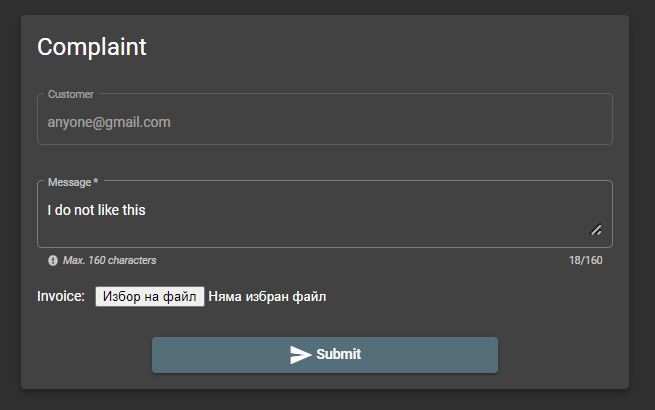 Complaint
Customer
anyone@gmail.com
Message *
I do not like this
Max. 160 characters 18/160
Invoice: Избор на файл Няма избран файл
Submit